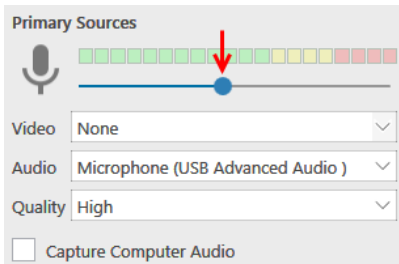 Primary Sources
Video None
Audio Microphone (USB Advanced Audio )
Quality High
Capture Computer Audio